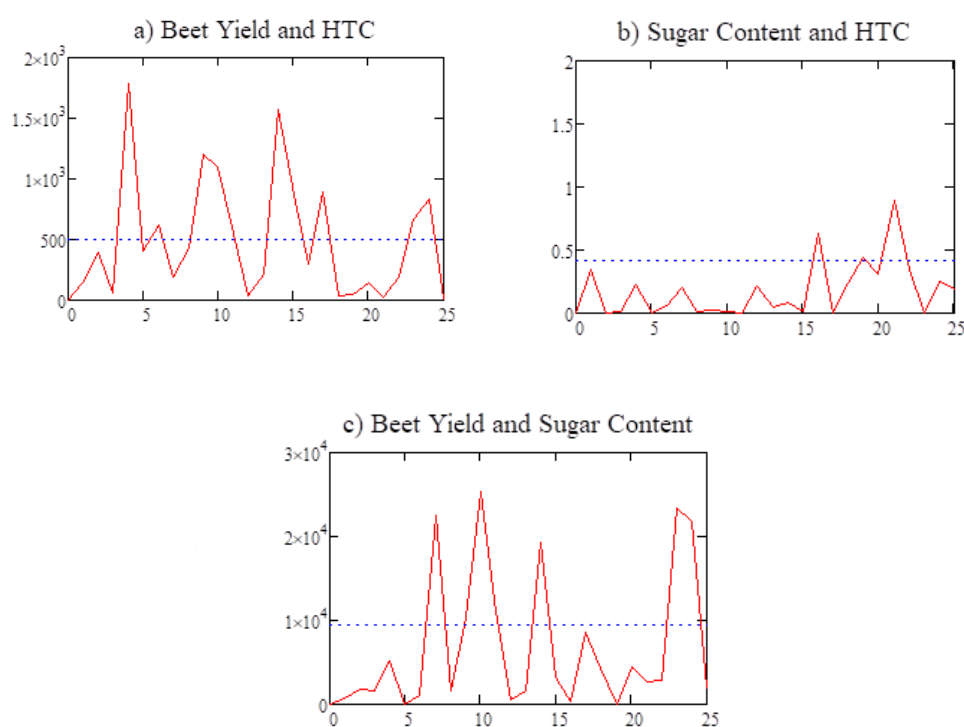 a) Beet Yield and HTC
2×10³
1.5×10³
1×10³
500
0
0 5 10 15 20 25
b) Sugar Content and HTC
2
1.5
1
0.5
0
0 5 10 15 20 25
c) Beet Yield and Sugar Content
3×10⁴
2×10⁴
1×10⁴
0
0 5 10 15 20 25